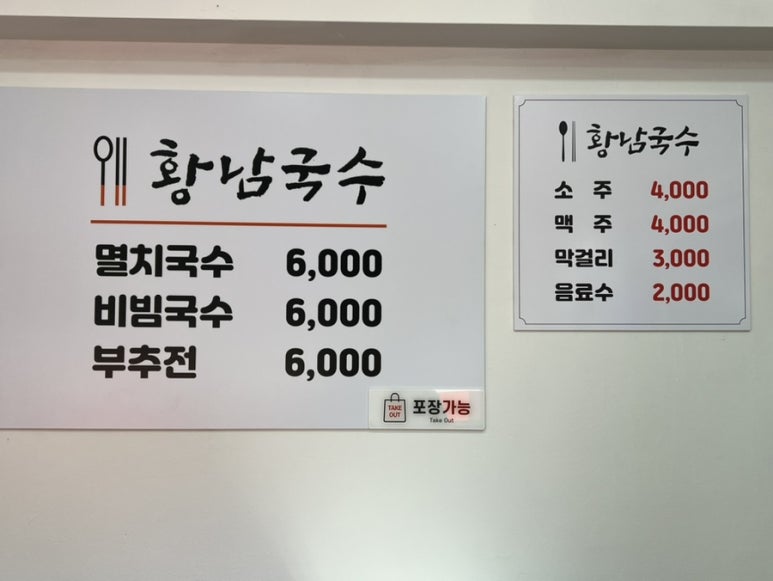 황남국수
멸치국수 6,000
비빔국수 6,000
부추전 6,000
TAKE
OUT
포장가능
Take Out
황남국수
소 주 4,000
맥 주 4,000
막걸리 3,000
음료수 2,000